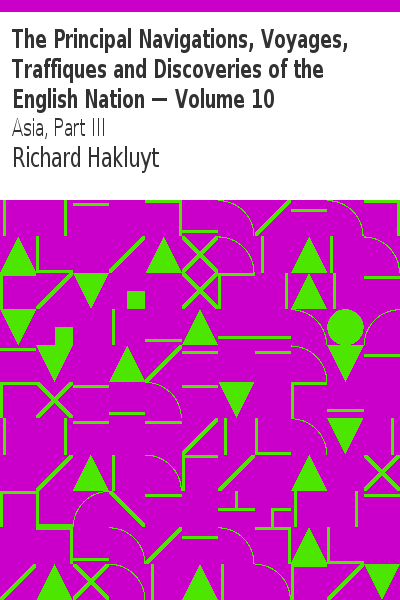 The Principal Navigations, Voyages,
Traffiques and Discoveries of the
English Nation — Volume 10
Asia, Part III
Richard Hakluyt